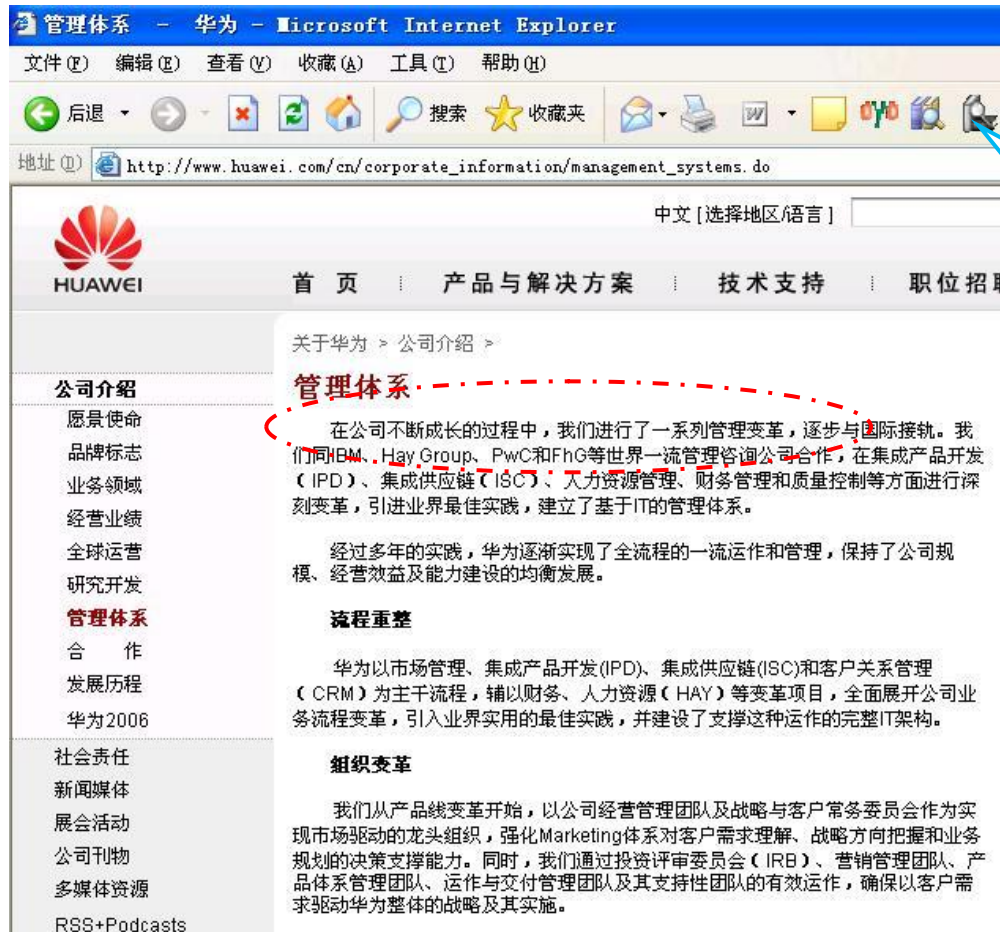 管理体系 - 华为 - Microsoft Internet Explorer
文件(F) 编辑(E) 查看(V) 收藏(A) 工具(T) 帮助(H)
后退 搜索 收藏夹
地址(D) http://www.huawei.com/cn/corporate_information/management_systems.do
中文 [选择地区/语言]
HUAWEI
首 页 产品与解决方案 技术支持 职位招聘
关于华为 > 公司介绍 >
管理体系
在公司不断成长的过程中，我们进行了一系列管理变革，逐步与国际接轨。我
们同IBM、Hay Group、PwC和FhG等世界一流管理咨询公司合作，在集成产品开发
（IPD）、集成供应链（ISC）、人力资源管理、财务管理和质量控制等方面进行深
刻变革，引进业界最佳实践，建立了基于IT的管理体系。
经过多年的实践，华为逐渐实现了全流程的一流运作和管理，保持了公司规
模、经营效益及能力建设的均衡发展。
流程重整
华为以市场管理、集成产品开发(IPD)、集成供应链(ISC)和客户关系管理
（CRM）为主干流程，辅以财务、人力资源（HAY）等变革项目，全面展开公司业
务流程变革，引入业界实用的最佳实践，并建设了支撑这种运作的完整IT架构。
组织变革
我们从产品线变革开始，以公司经营管理团队及战略与客户常务委员会作为实
现市场驱动的龙头组织，强化Marketing体系对客户需求理解、战略方向把握和业务
规划的决策支撑能力。同时，我们通过投资评审委员会（IRB）、营销管理团队、产
品体系管理团队、运作与交付管理团队及其支持性团队的有效运作，确保以客户需
求驱动华为整体的战略及其实施。
公司介绍
愿景使命
品牌标志
业务领域
经营业绩
全球运营
研究开发
管理体系
合 作
发展历程
华为2006
社会责任
新闻媒体
展会活动
公司刊物
多媒体资源
RSS+Podcasts